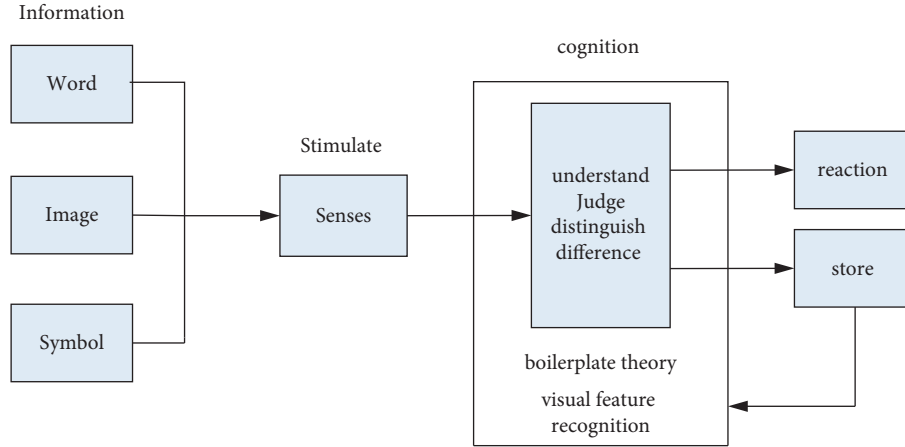 Information
Word
Image
Symbol
Stimulate
Senses
cognition
understand
Judge
distinguish
difference
boilerplate theory
visual feature
recognition
reaction
store